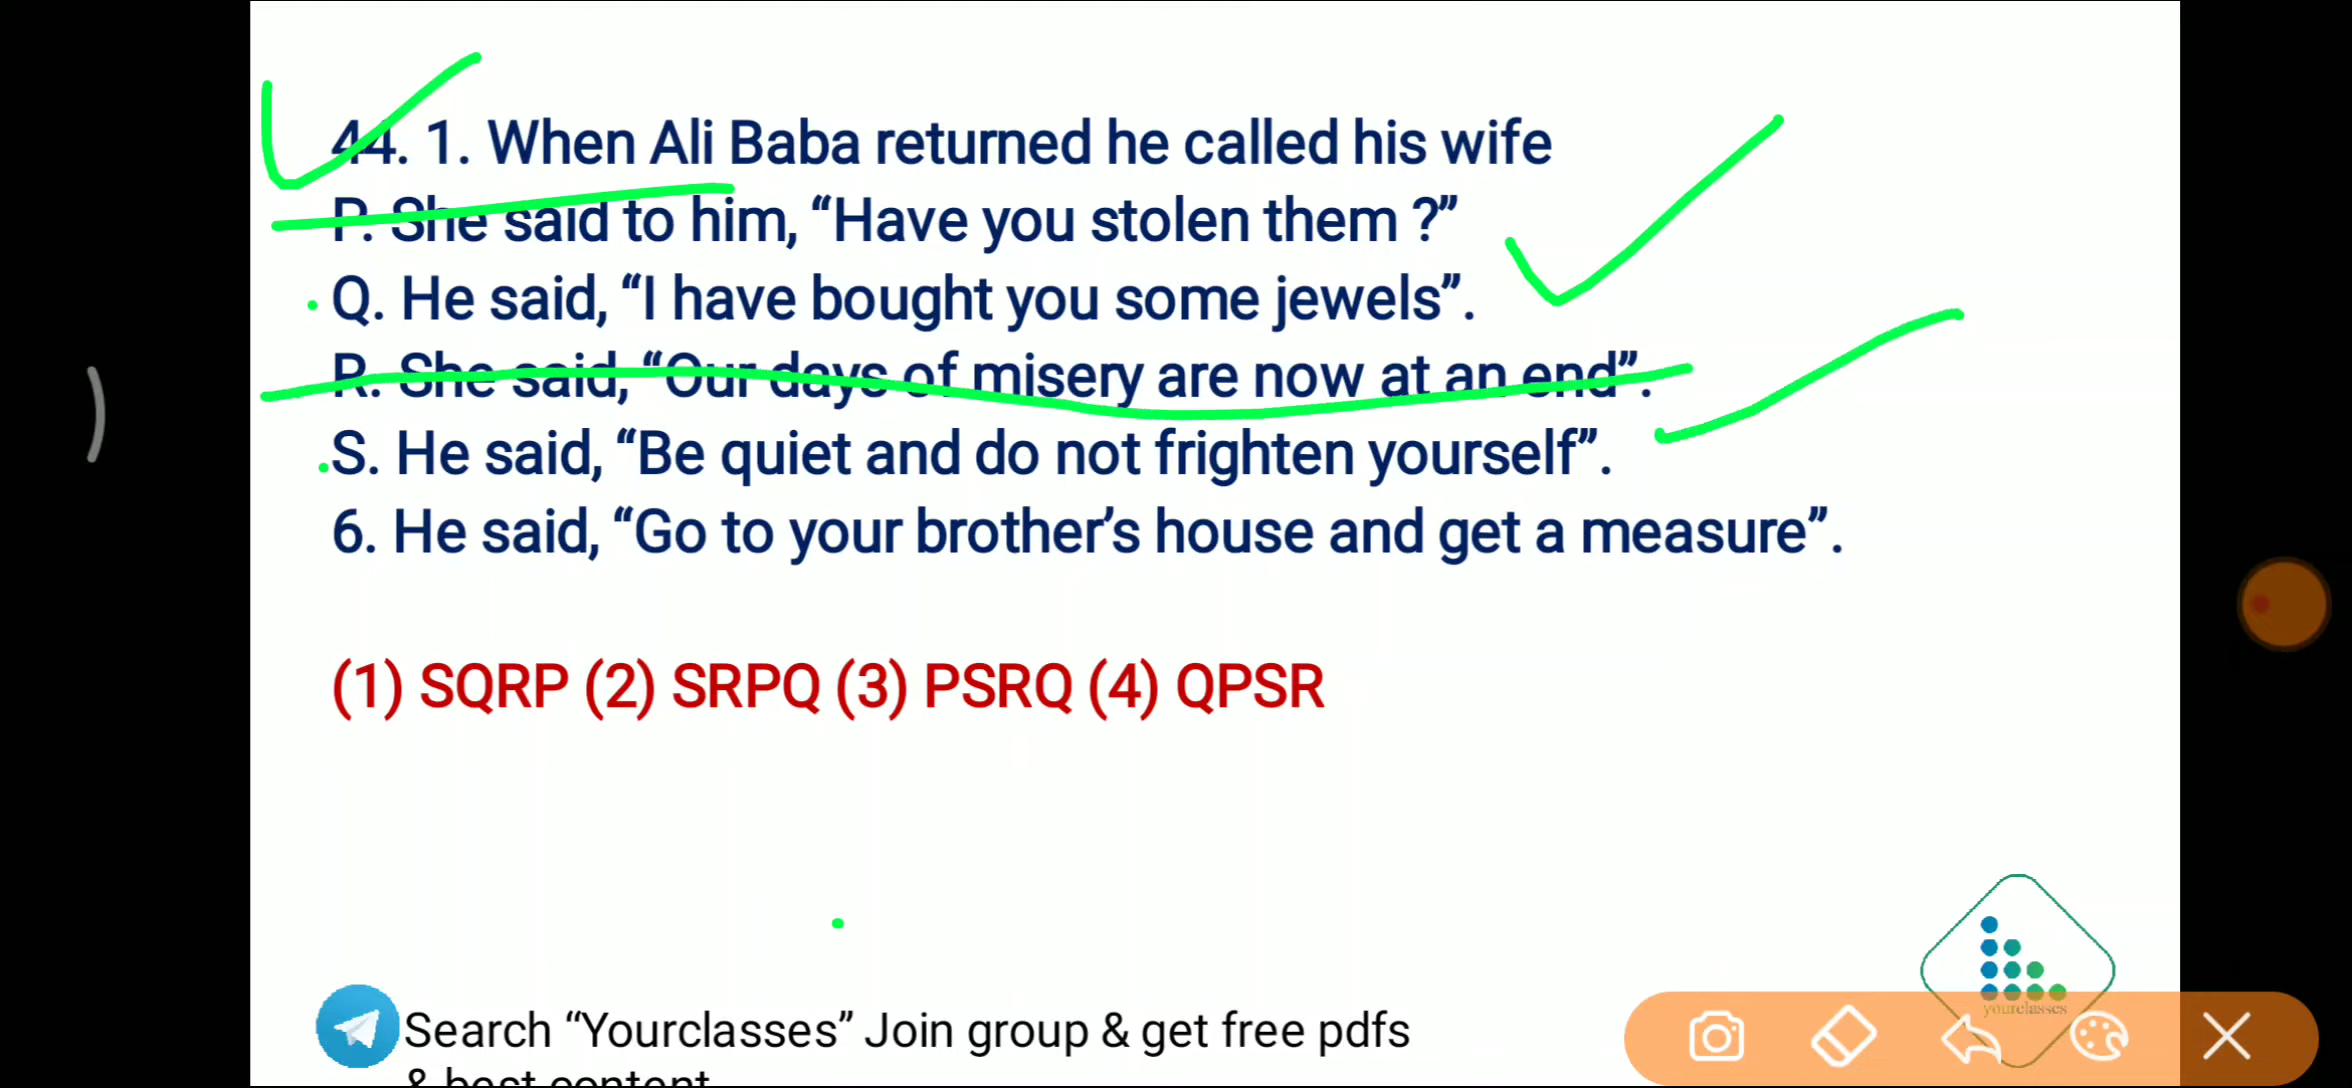 44. 1. When Ali Baba returned he called his wife
P. She said to him, “Have you stolen them ?”
Q. He said, “I have bought you some jewels”.
R. She said, “Our days of misery are now at an end”.
S. He said, “Be quiet and do not frighten yourself”.
6. He said, “Go to your brother’s house and get a measure”.
(1) SQRP (2) SRPQ (3) PSRQ (4) QPSR
yourclasses
Search “Yourclasses” Join group & get free pdfs
& best content